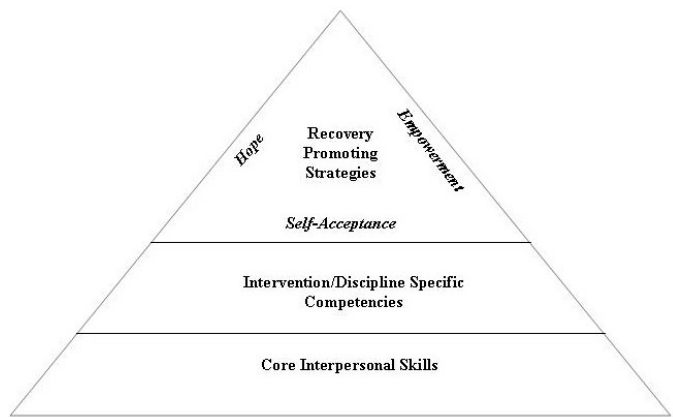 Hope
Empowerment
Recovery
Promoting
Strategies
Self-Acceptance
Intervention/Discipline Specific
Competencies
Core Interpersonal Skills